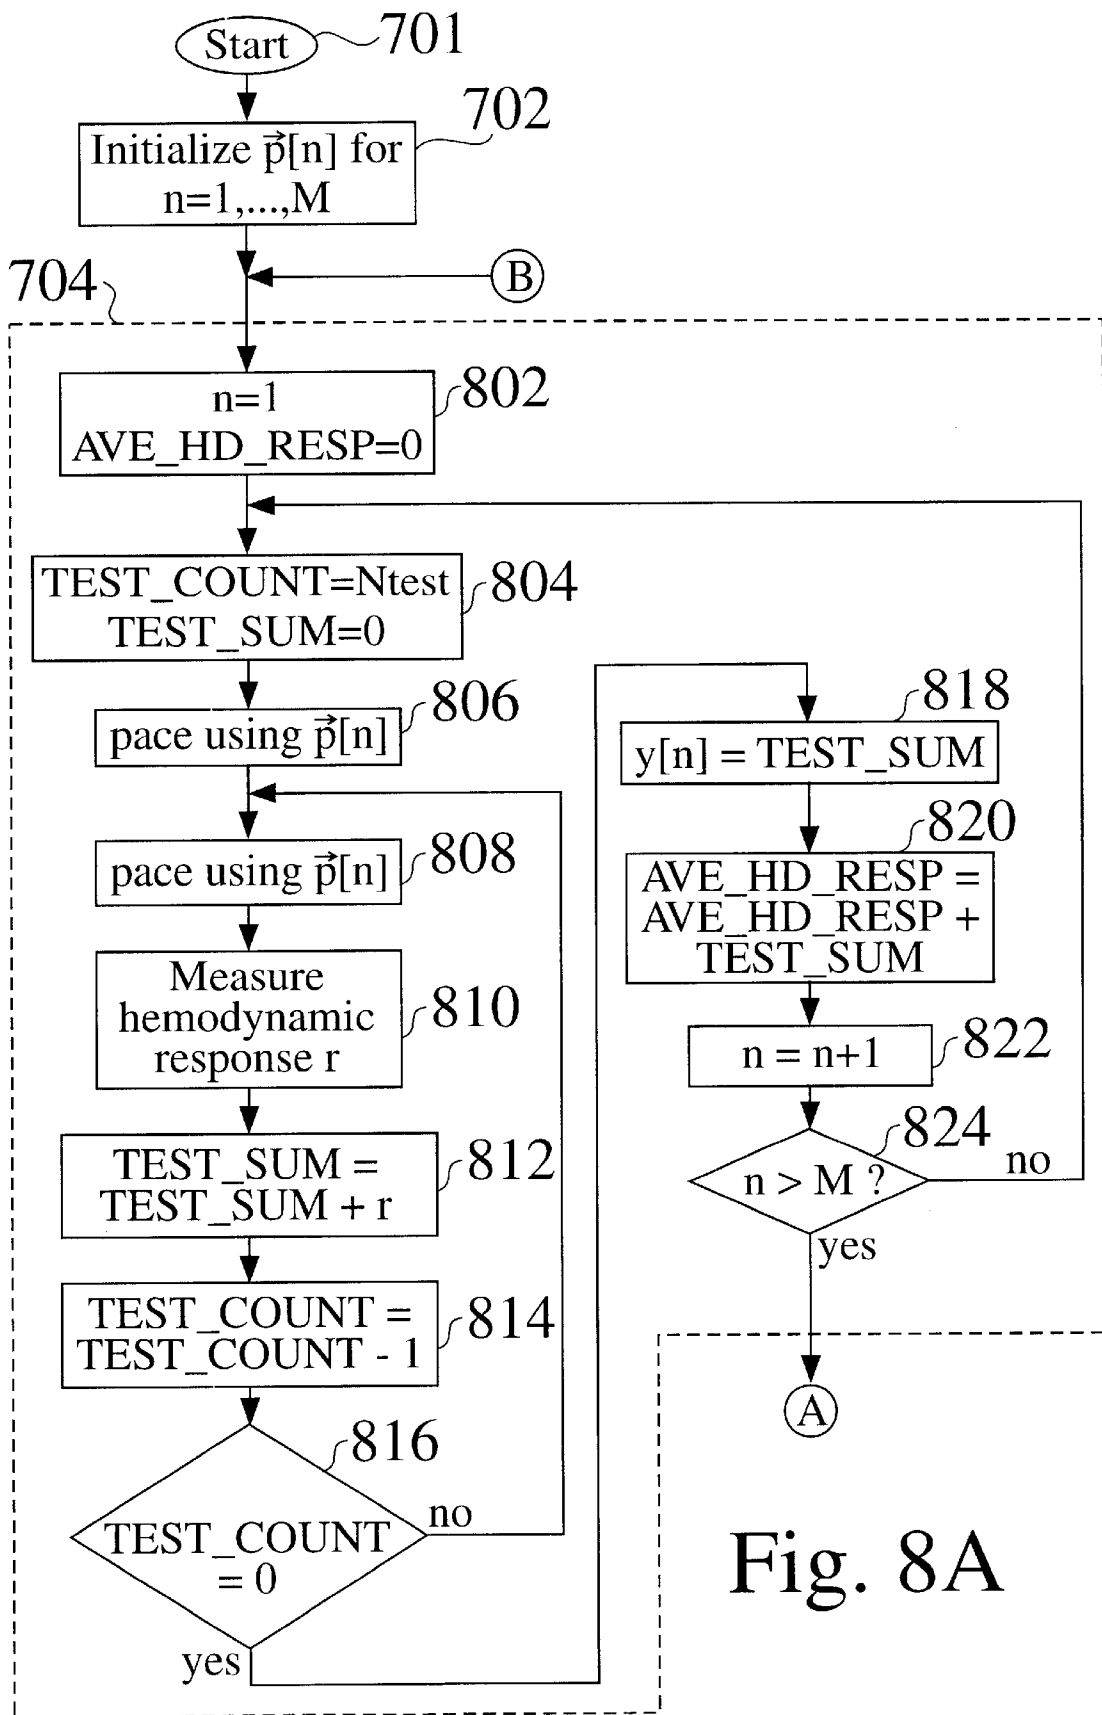 Start
701
702
Initialize p⃗[n] for
n=1,...,M
B
704
802
n=1
AVE_HD_RESP=0
804
TEST_COUNT=Ntest
TEST_SUM=0
806
pace using p⃗[n]
808
pace using p⃗[n]
810
Measure
hemodynamic
response r
812
TEST_SUM =
TEST_SUM + r
814
TEST_COUNT =
TEST_COUNT - 1
816
TEST_COUNT
= 0
no
yes
818
y[n] = TEST_SUM
820
AVE_HD_RESP =
AVE_HD_RESP +
TEST_SUM
822
n = n+1
824
n > M ?
no
yes
A
Fig. 8A